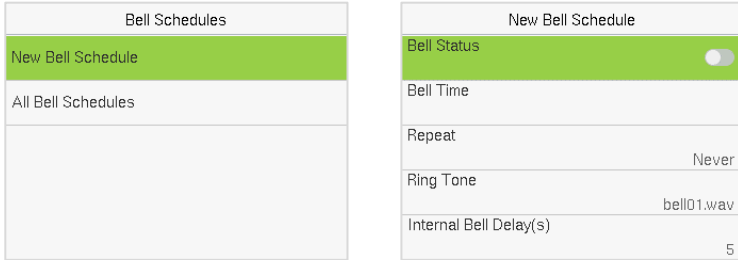 Bell Schedules
New Bell Schedule
All Bell Schedules
New Bell Schedule
Bell Status
Bell Time
Repeat
Never
Ring Tone
bell01.wav
Internal Bell Delay(s)
5